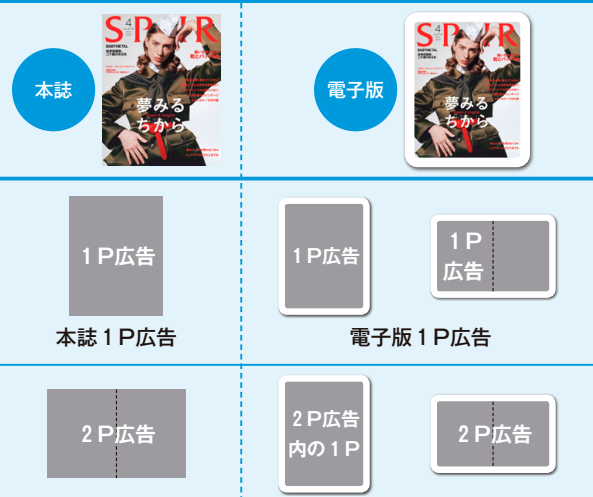 本誌
SPUR
4
BABYMETAL
夢みる
ちから
電子版
SPUR
4
BABYMETAL
夢みる
ちから
1P広告
1P広告
1P
広告
本誌1P広告
電子版1P広告
2P広告
2P広告
内の1P
2P広告